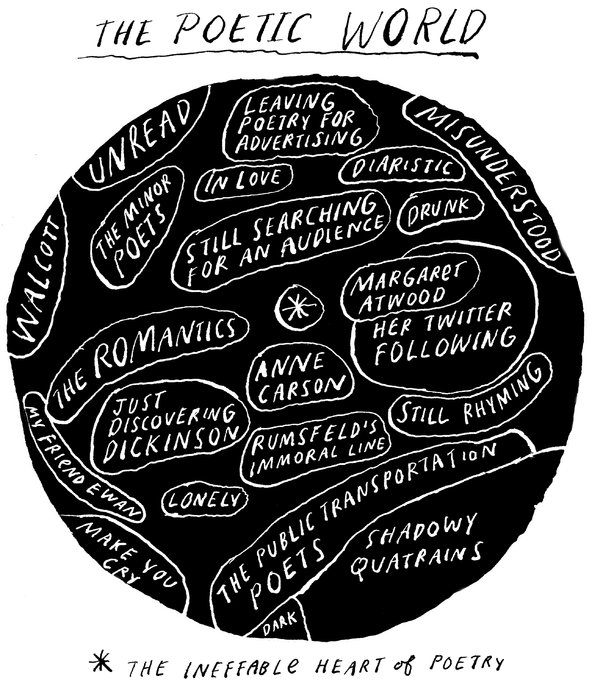 THE POETIC WORLD
UNREAD
LEAVING
POETRY FOR
ADVERTISING
MISUNDERSTOOD
IN LOVE
DIARISTIC
THE MINOR
POETS
DRUNK
WALCOTT
STILL SEARCHING
FOR AN AUDIENCE
MARGARET
ATWOOD
HER TWITTER
FOLLOWING
*
THE ROMANTICS
ANNE
CARSON
JUST
DISCOVERING
DICKINSON
STILL RHYMING
MY FRIEND EWAN
RUMSFELD'S
IMMORAL LINE
LONELY
THE PUBLIC TRANSPORTATION
POETS
MAKE YOU
CRY
SHADOWY
QUATRAINS
DARK
* THE INEFFABLE HEART of POETRY